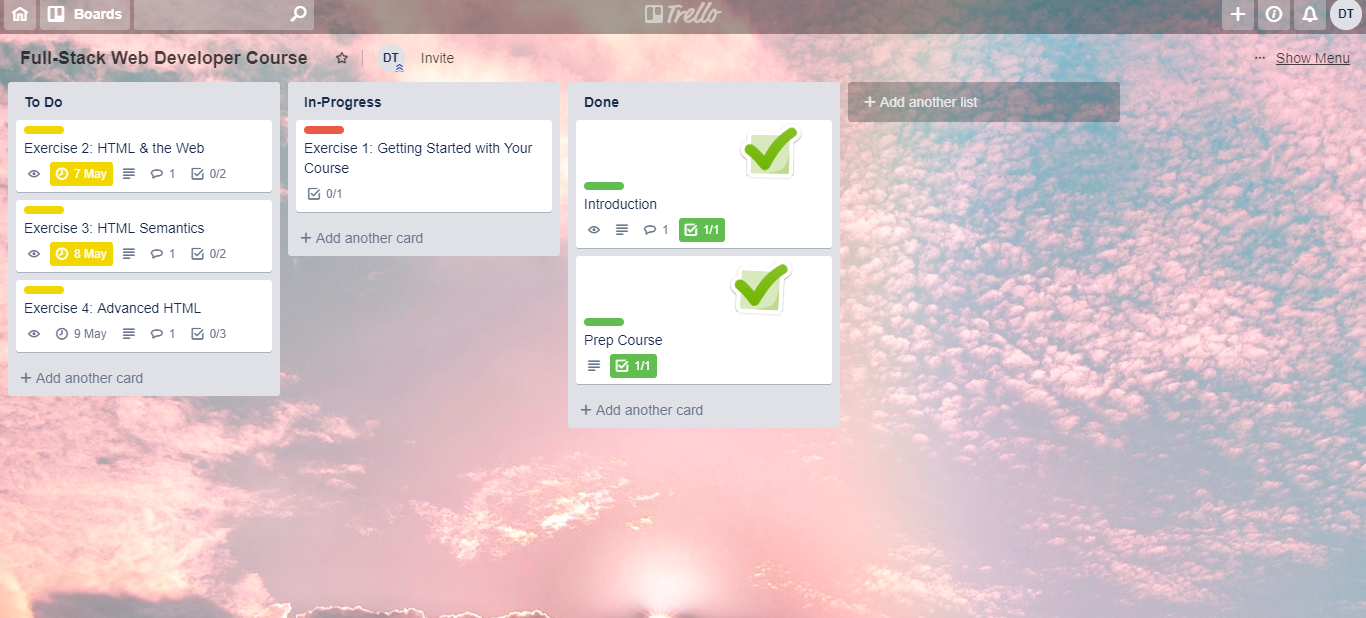 Boards
Trello
DT
Full-Stack Web Developer Course
DT
Invite
··· Show Menu
To Do
Exercise 2: HTML & the Web
7 May 1 0/2
Exercise 3: HTML Semantics
8 May 1 0/2
Exercise 4: Advanced HTML
9 May 1 0/3
+ Add another card
In-Progress
Exercise 1: Getting Started with Your
Course
0/1
+ Add another card
Done
Introduction
1 1/1
Prep Course
1/1
+ Add another card
+ Add another list